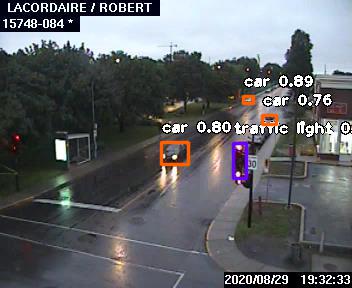 LACORDAIRE / ROBERT
15748-084 *
car 0.89
car 0.76
car 0.80
traffic light 0.
30
2020/08/29 19:32:33